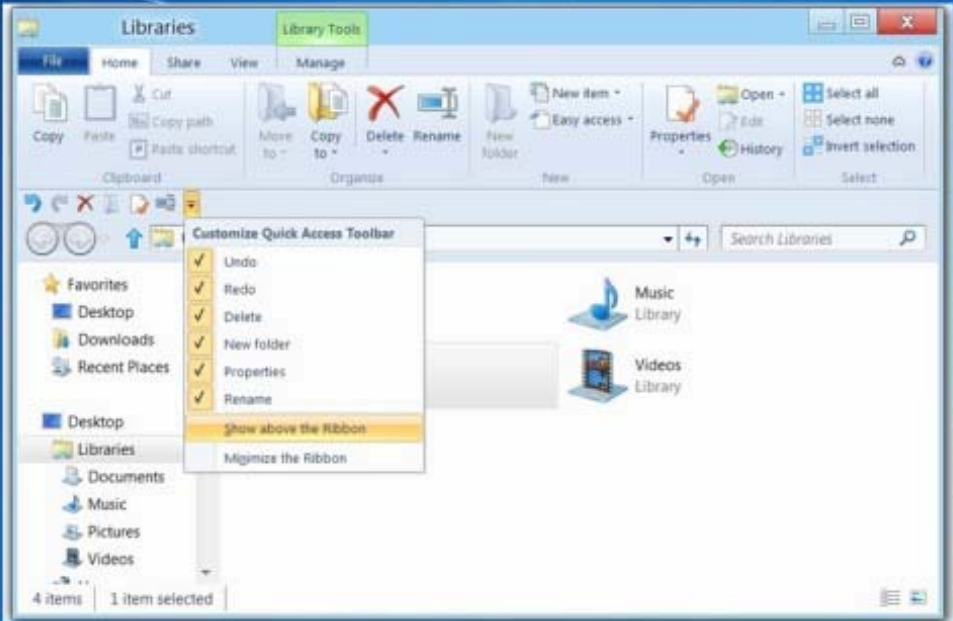 Libraries
Library Tools
File Home Share View Manage
Copy
Paste
Cut
Copy path
Paste shortcut
Clipboard
Move to
Copy to
Delete
Rename
Organize
New folder
New item
Easy access
New
Properties
Open
Edit
History
Open
Select all
Select none
Invert selection
Select
Search Libraries
Customize Quick Access Toolbar
Undo
Redo
Delete
New folder
Properties
Rename
Show above the Ribbon
Minimize the Ribbon
Favorites
Desktop
Downloads
Recent Places
Desktop
Libraries
Documents
Music
Pictures
Videos
Music
Library
Videos
Library
4 items 1 item selected